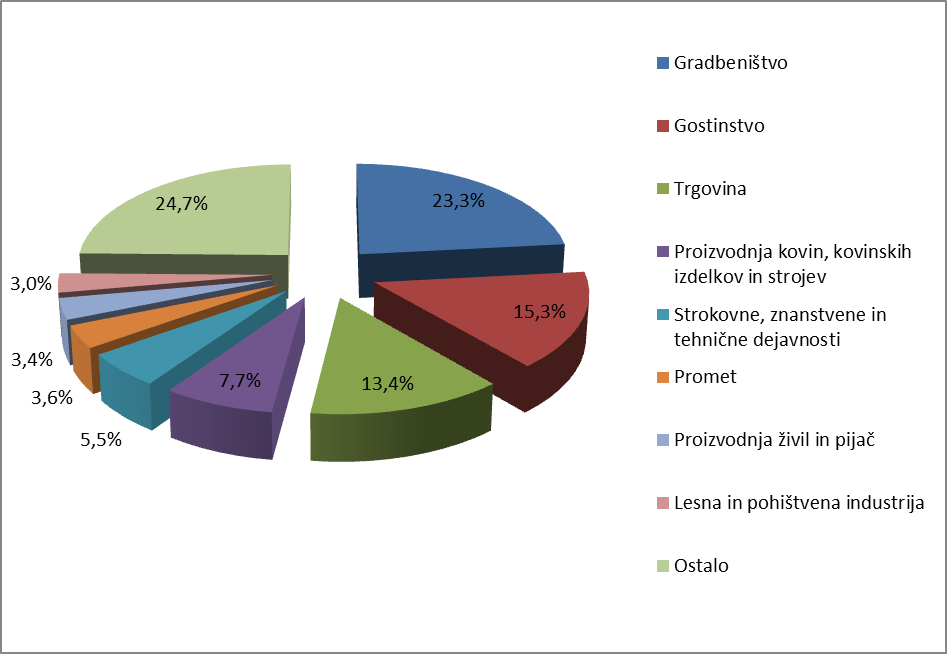 23,3%
15,3%
13,4%
7,7%
5,5%
3,6%
3,4%
3,0%
24,7%
Gradbeništvo
Gostinstvo
Trgovina
Proizvodnja kovin, kovinskih
izdelkov in strojev
Strokovne, znanstvene in
tehnične dejavnosti
Promet
Proizvodnja živil in pijač
Lesna in pohištvena industrija
Ostalo